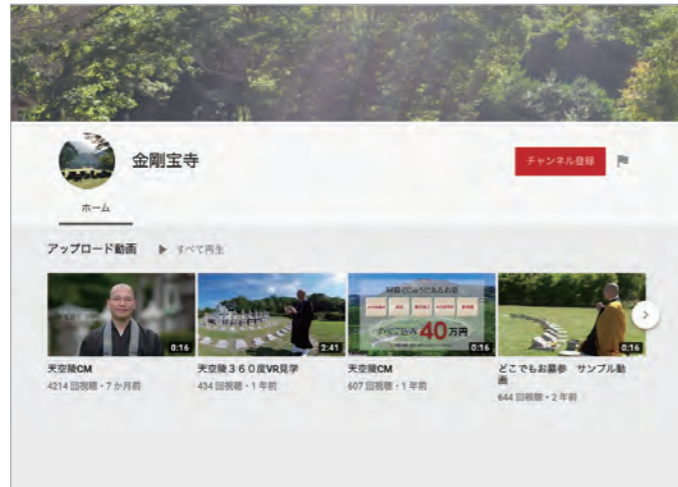 金剛宝寺
チャンネル登録
ホーム
アップロード動画 すべて再生
0:16
2:41
すべて込み 40万円
0:16
0:16
天空陵CM
4214 回視聴・7 か月前
天空陵360度VR見学
434 回視聴・1 年前
天空陵CM
607 回視聴・1 年前
どこでもお墓参 サンプル動
画
644 回視聴・2 年前